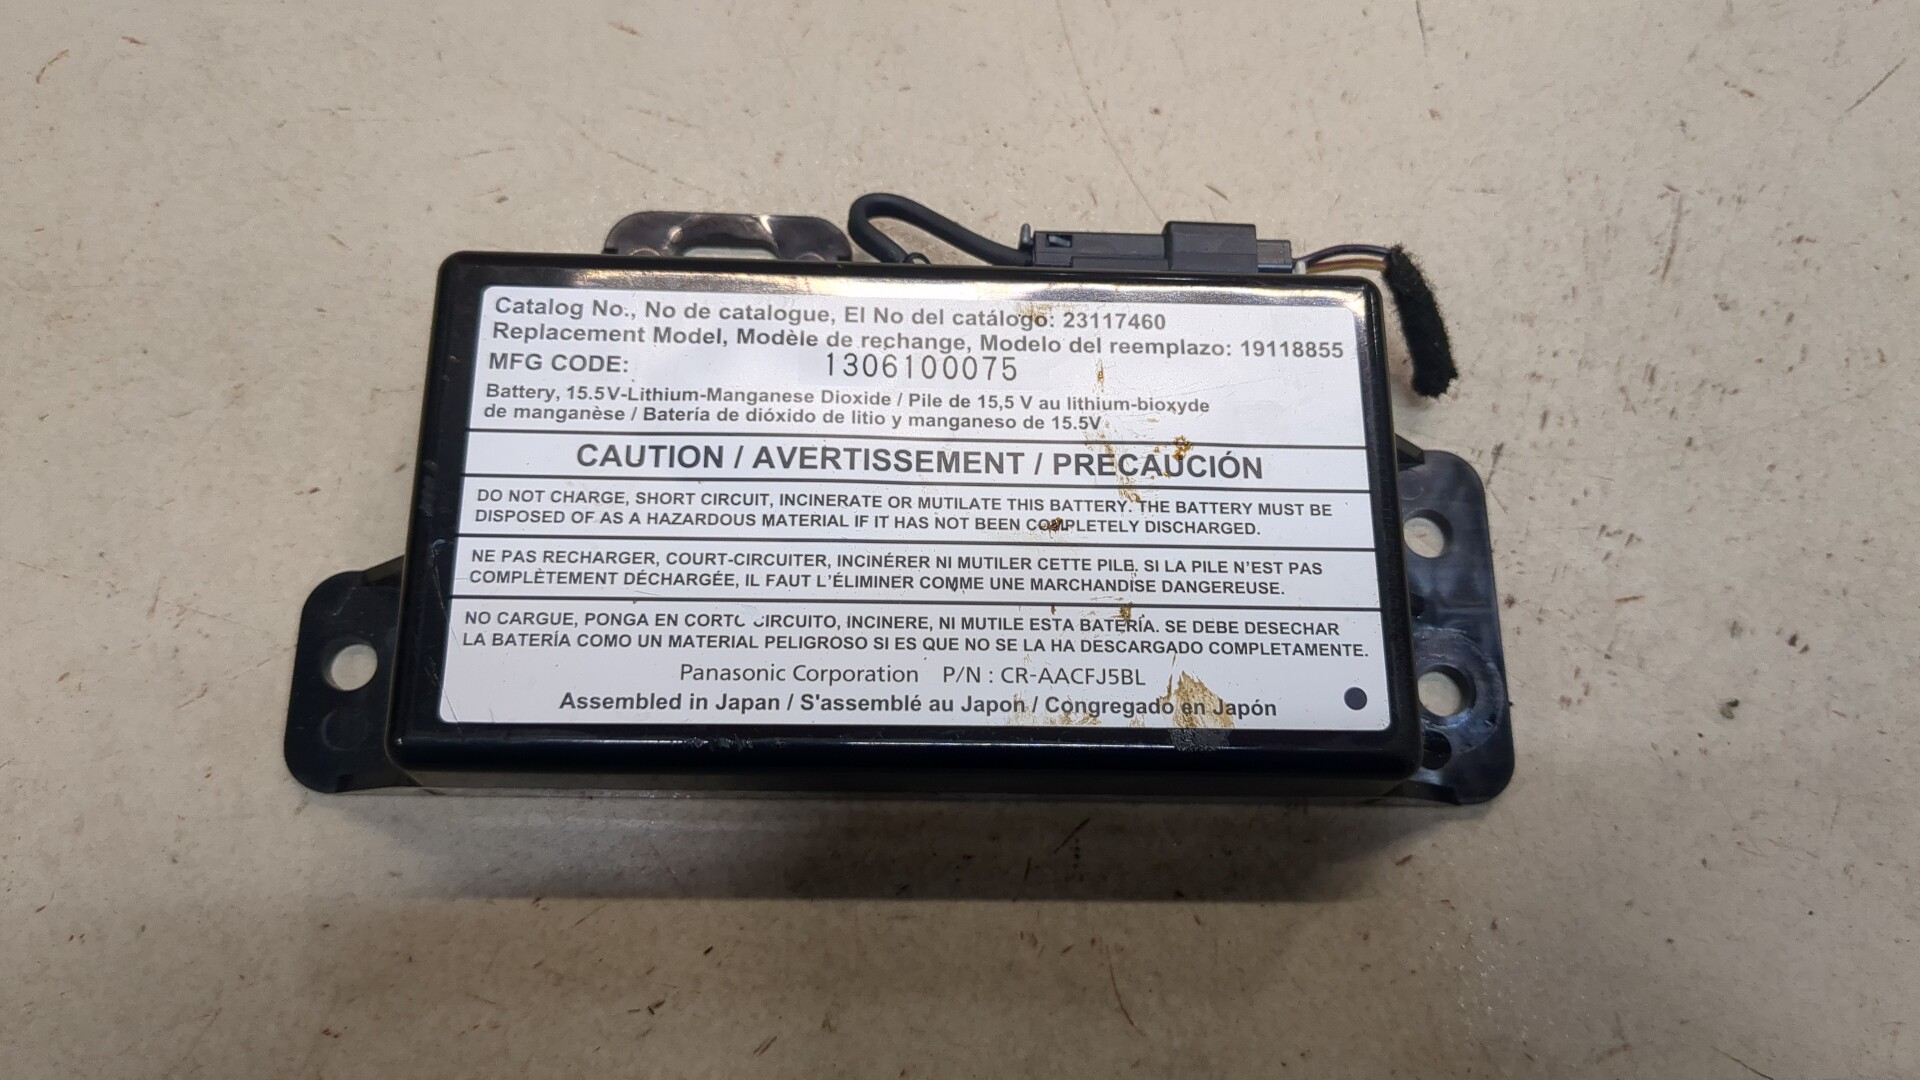 Catalog No., No de catalogue, El No del catálogo: 23117460
Replacement Model, Modèle de rechange, Modelo del reemplazo: 19118855
MFG CODE: 1306100075
Battery, 15.5V-Lithium-Manganese Dioxide / Pile de 15,5 V au lithium-bioxyde
de manganèse / Batería de dióxido de litio y manganeso de 15.5V
CAUTION / AVERTISSEMENT / PRECAUCIÓN
DO NOT CHARGE, SHORT CIRCUIT, INCINERATE OR MUTILATE THIS BATTERY. THE BATTERY MUST BE
DISPOSED OF AS A HAZARDOUS MATERIAL IF IT HAS NOT BEEN COMPLETELY DISCHARGED.
NE PAS RECHARGER, COURT-CIRCUITER, INCINÉRER NI MUTILER CETTE PILE. SI LA PILE N'EST PAS
COMPLÈTEMENT DÉCHARGÉE, IL FAUT L'ÉLIMINER COMME UNE MARCHANDISE DANGEREUSE.
NO CARGUE, PONGA EN CORTO CIRCUITO, INCINERE, NI MUTILE ESTA BATERÍA. SE DEBE DESECHAR
LA BATERÍA COMO UN MATERIAL PELIGROSO SI ES QUE NO SE LA HA DESCARGADO COMPLETAMENTE.
Panasonic Corporation P/N : CR-AACFJ5BL
Assembled in Japan / S'assemblé au Japon / Congregado en Japón